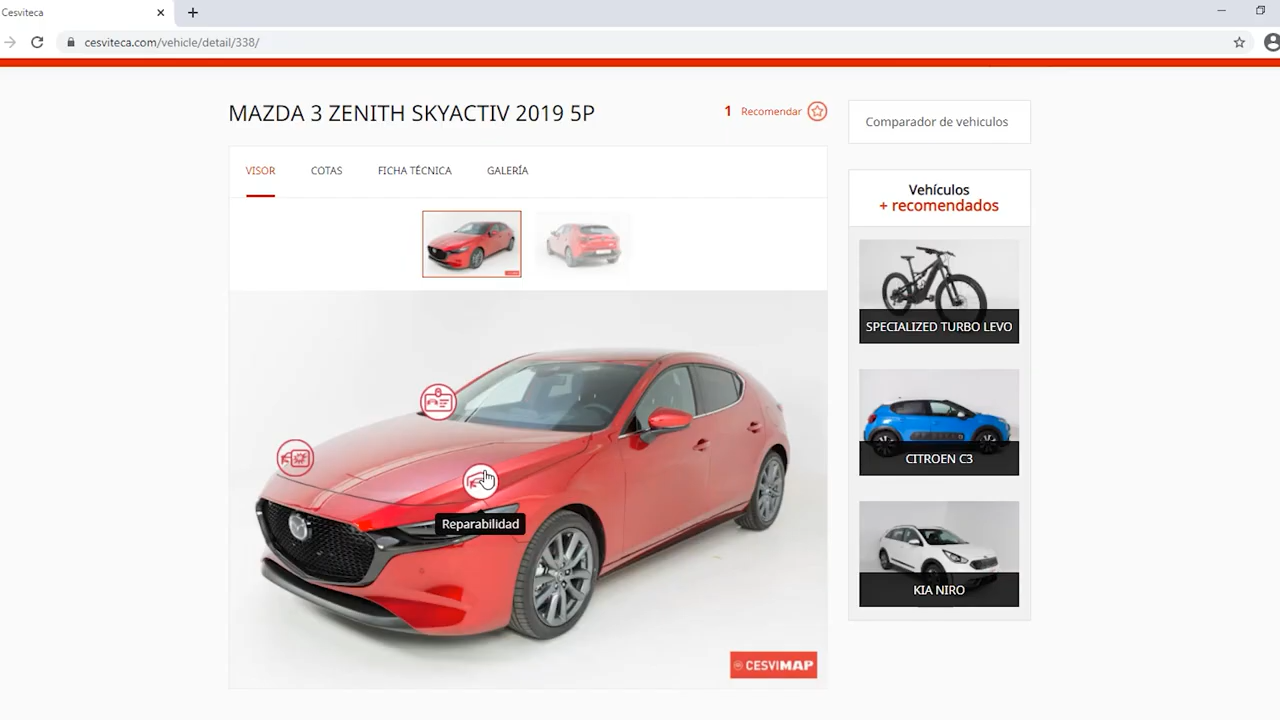 Cesviteca
cesviteca.com/vehicle/detail/338/
MAZDA 3 ZENITH SKYACTIV 2019 5P
1 Recomendar
VISOR COTAS FICHA TÉCNICA GALERÍA
Reparabilidad
CESVIMAP
Comparador de vehiculos
Vehículos
+ recomendados
SPECIALIZED TURBO LEVO
CITROEN C3
KIA NIRO